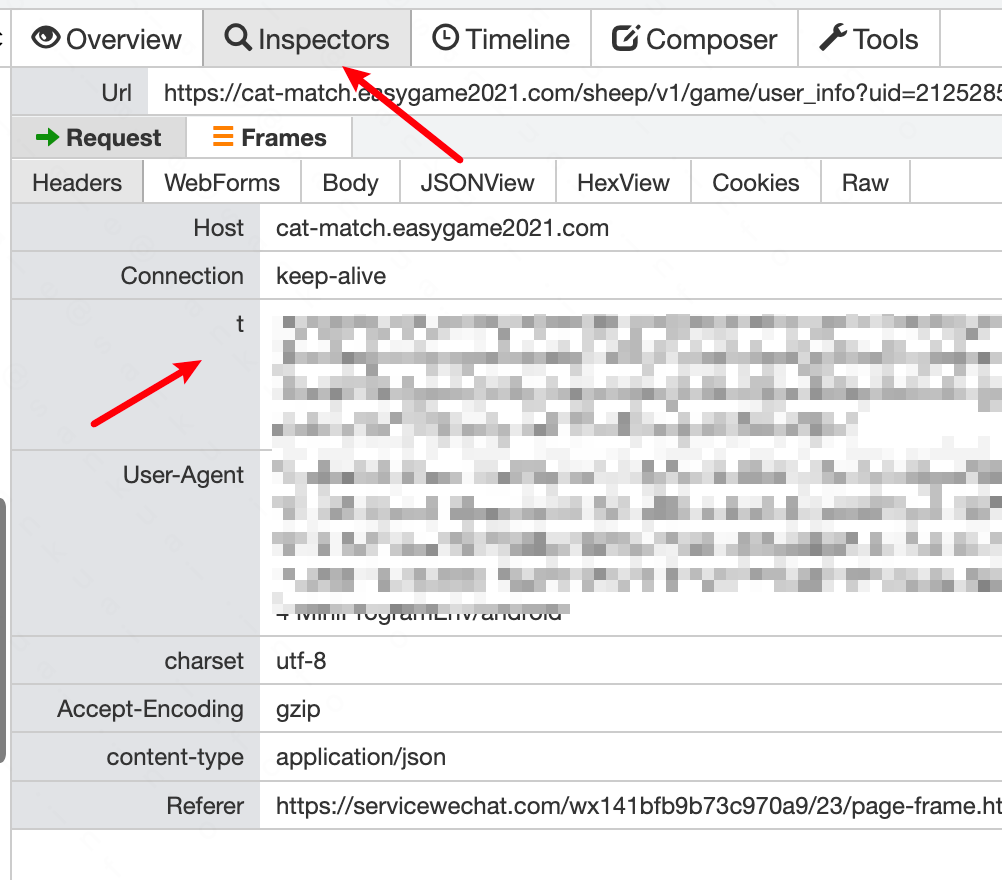 Overview Inspectors Timeline Composer Tools
Url https://cat-match.easygame2021.com/sheep/v1/game/user_info?uid=2125285
Request Frames
Headers WebForms Body JSONView HexView Cookies Raw
Host cat-match.easygame2021.com
Connection keep-alive
t
User-Agent
4 MiniProgramEnv/android
charset utf-8
Accept-Encoding gzip
content-type application/json
Referer https://servicewechat.com/wx141bfb9b73c970a9/23/page-frame.ht